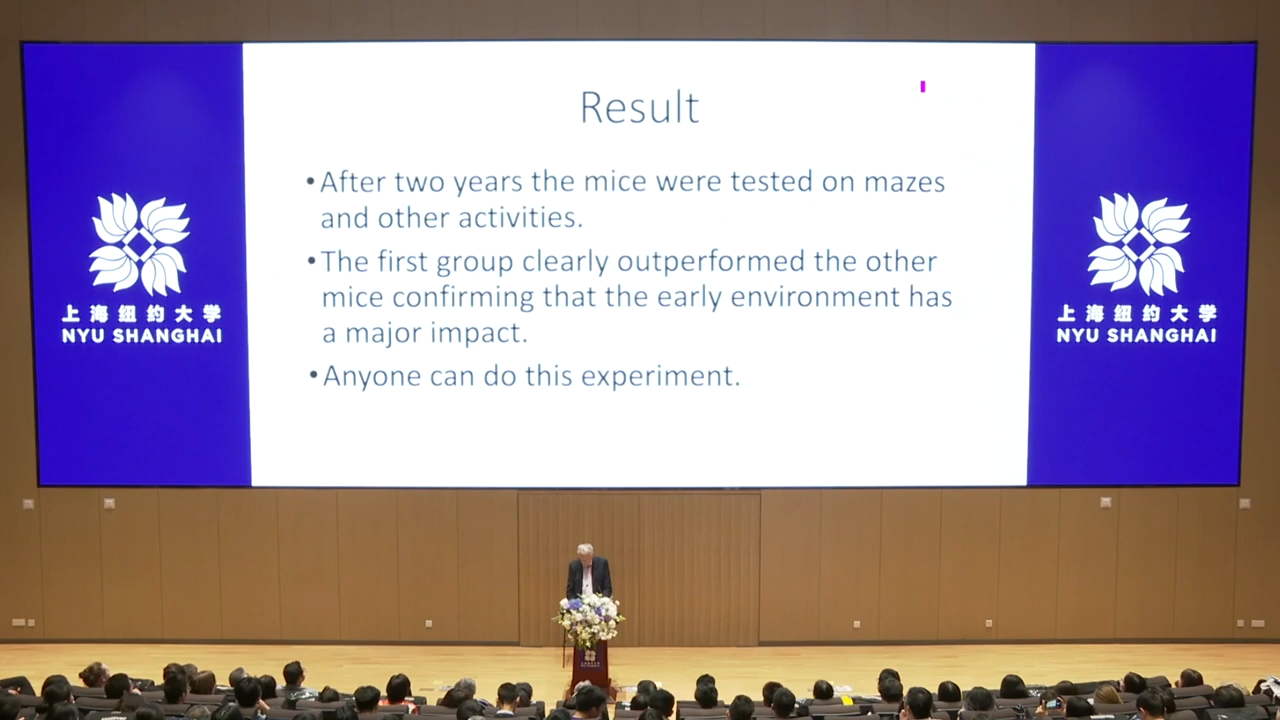 Result
•After two years the mice were tested on mazes
and other activities.
•The first group clearly outperformed the other
mice confirming that the early environment has
a major impact.
•Anyone can do this experiment.
上海纽约大学
NYU SHANGHAI
上海纽约大学
NYU SHANGHAI